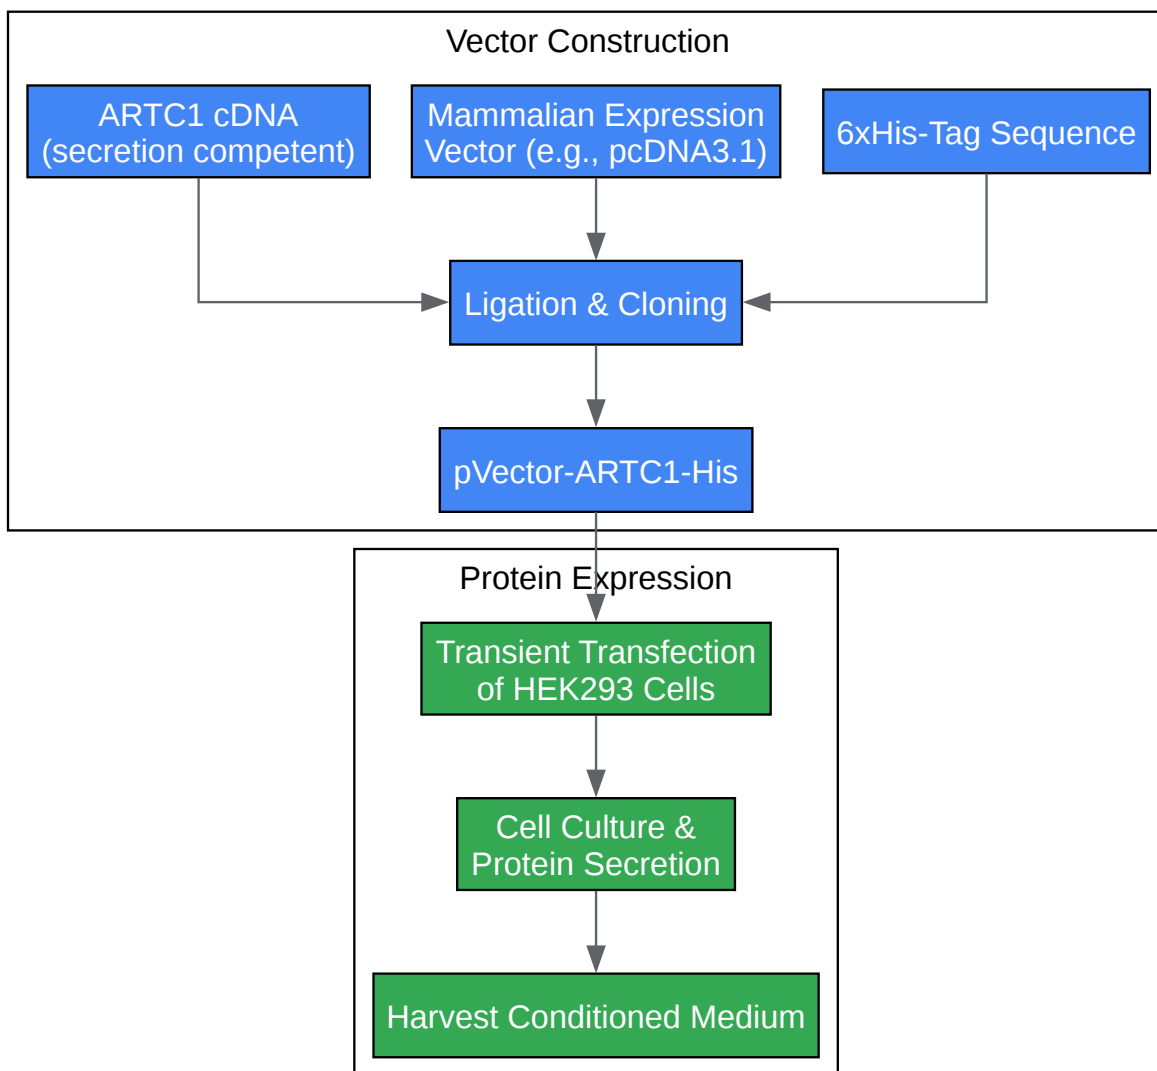 Vector Construction
ARTC1 cDNA
(secretion competent)
Mammalian Expression
Vector (e.g., pcDNA3.1)
6xHis-Tag Sequence
Ligation & Cloning
pVector-ARTC1-His
Protein Expression
Transient Transfection
of HEK293 Cells
Cell Culture &
Protein Secretion
Harvest Conditioned Medium